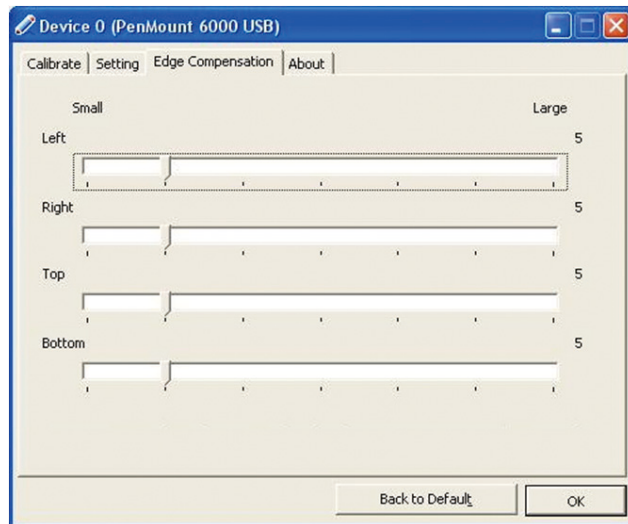 Device 0 (PenMount 6000 USB)
Calibrate Setting Edge Compensation About
Small Large
Left 5
Right 5
Top 5
Bottom 5
Back to Default OK